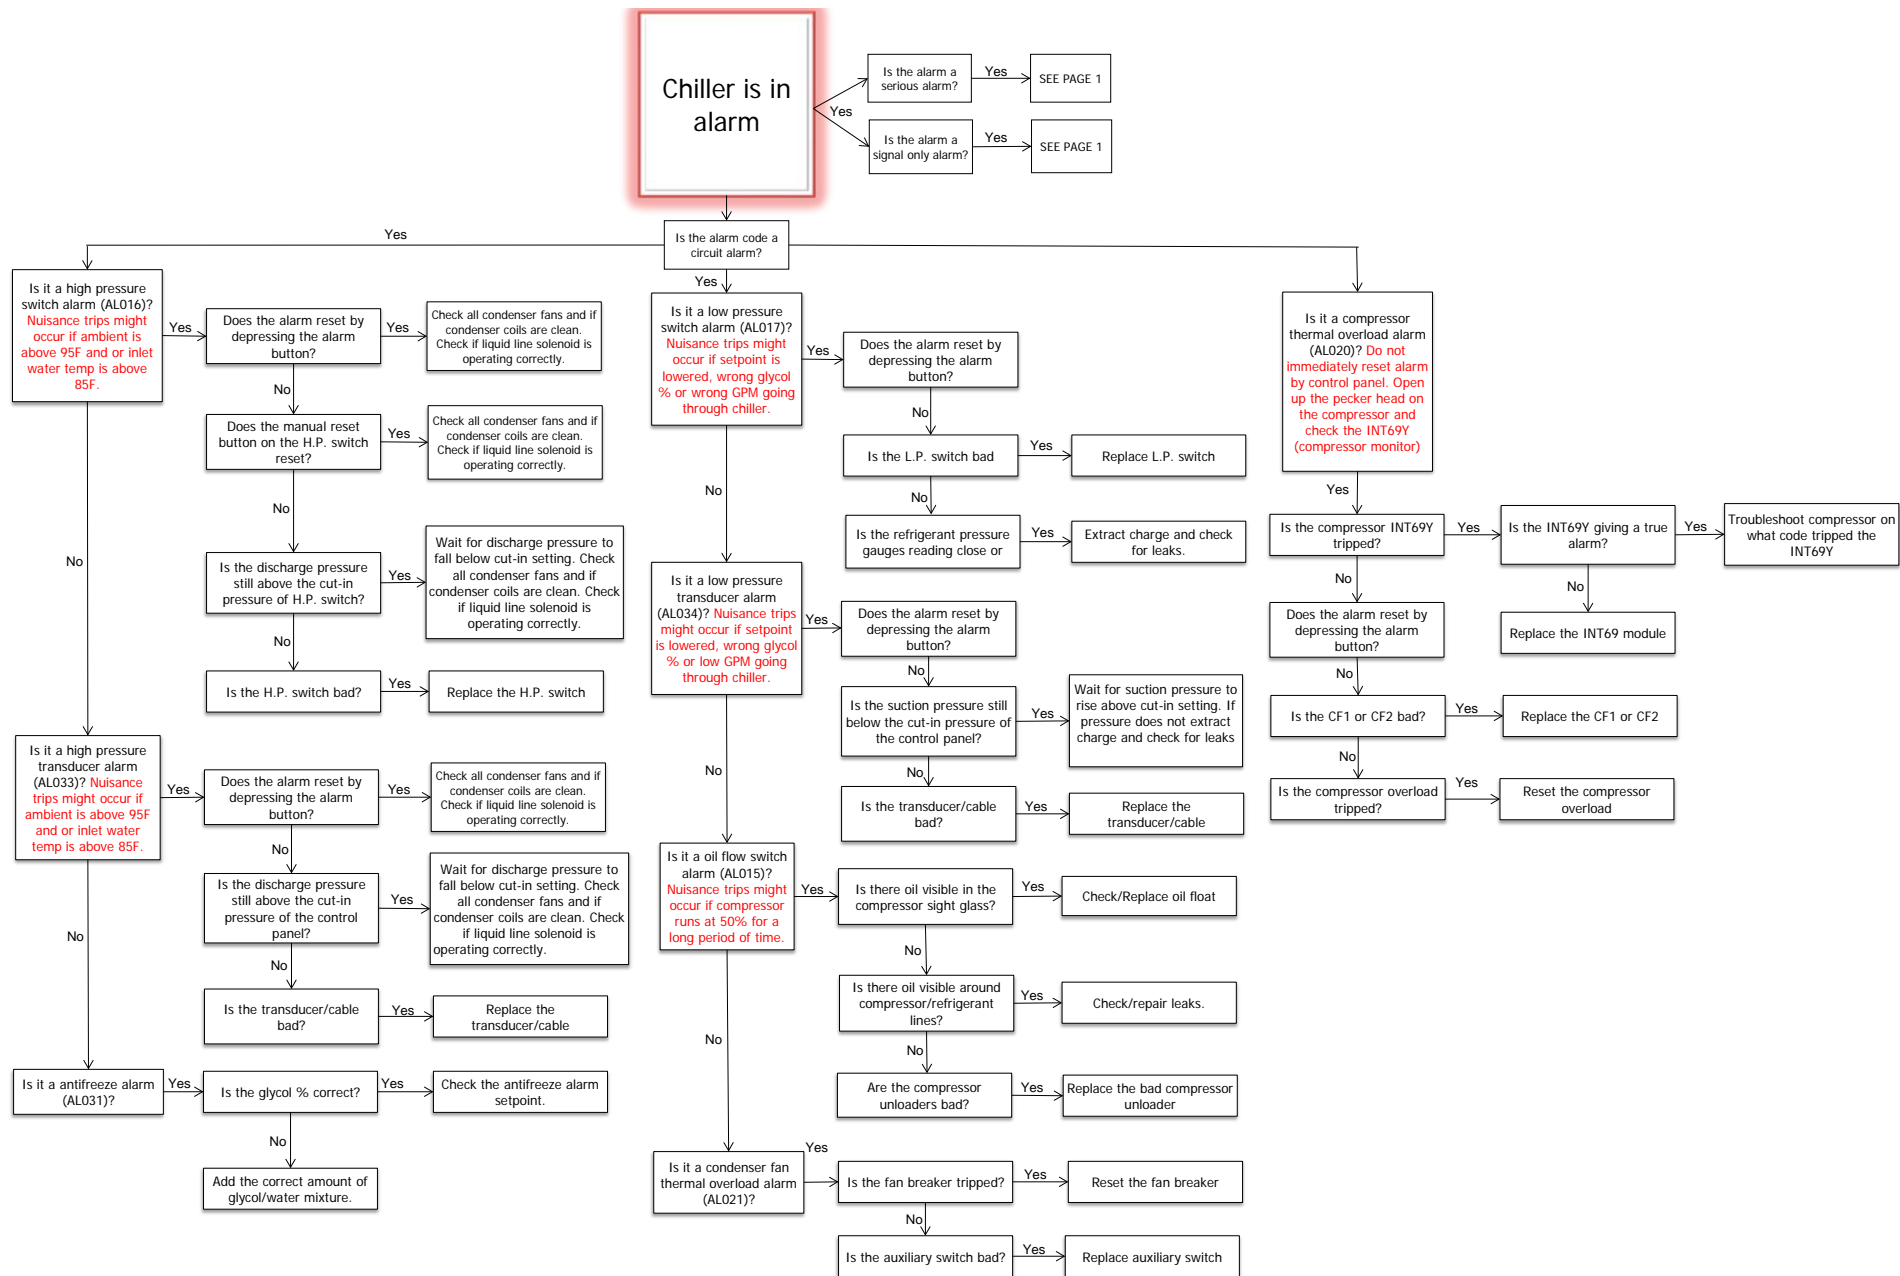 Chiller is in
alarm
Yes
Is the alarm a
serious alarm?
Yes
SEE PAGE 1
Is the alarm a
signal only alarm?
Yes
SEE PAGE 1
Is the alarm code a
circuit alarm?
Yes
Yes
Is it a high pressure
switch alarm (AL016)?
Nuisance trips might
occur if ambient is
above 95F and or inlet
water temp is above
85F.
Yes
Does the alarm reset by
depressing the alarm
button?
Yes
Check all condenser fans and if
condenser coils are clean.
Check if liquid line solenoid is
operating correctly.
No
Does the manual reset
button on the H.P. switch
reset?
Yes
Check all condenser fans and if
condenser coils are clean.
Check if liquid line solenoid is
operating correctly.
No
Is the discharge pressure
still above the cut-in
pressure of H.P. switch?
Yes
Wait for discharge pressure to
fall below cut-in setting. Check
all condenser fans and if
condenser coils are clean. Check
if liquid line solenoid is
operating correctly.
No
Is the H.P. switch bad?
Yes
Replace the H.P. switch
No
Is it a high pressure
transducer alarm
(AL033)? Nuisance
trips might occur if
ambient is above 95F
and or inlet water
temp is above 85F.
Yes
Does the alarm reset by
depressing the alarm
button?
Yes
Check all condenser fans and if
condenser coils are clean.
Check if liquid line solenoid is
operating correctly.
No
Is the discharge pressure
still above the cut-in
pressure of the control
panel?
Yes
Wait for discharge pressure to
fall below cut-in setting. Check
all condenser fans and if
condenser coils are clean. Check
if liquid line solenoid is
operating correctly.
No
Is the transducer/cable
bad?
Yes
Replace the
transducer/cable
No
Is it a antifreeze alarm
(AL031)?
Yes
Is the glycol % correct?
Yes
Check the antifreeze alarm
setpoint.
No
Add the correct amount of
glycol/water mixture.
Is it a low pressure
switch alarm (AL017)?
Nuisance trips might
occur if setpoint is
lowered, wrong glycol
% or wrong GPM going
through chiller.
Yes
Does the alarm reset by
depressing the alarm
button?
No
Is the L.P. switch bad
Yes
Replace L.P. switch
No
Is the refrigerant pressure
gauges reading close or
Yes
Extract charge and check
for leaks.
No
Is it a low pressure
transducer alarm
(AL034)? Nuisance trips
might occur if setpoint
is lowered, wrong glycol
% or low GPM going
through chiller.
Yes
Does the alarm reset by
depressing the alarm
button?
No
Is the suction pressure still
below the cut-in pressure of
the control panel?
Yes
Wait for suction pressure to
rise above cut-in setting. If
pressure does not extract
charge and check for leaks
No
Is the transducer/cable
bad?
Yes
Replace the
transducer/cable
No
Is it a oil flow switch
alarm (AL015)?
Nuisance trips might
occur if compressor
runs at 50% for a
long period of time.
Yes
Is there oil visible in the
compressor sight glass?
Yes
Check/Replace oil float
No
Is there oil visible around
compressor/refrigerant
lines?
Yes
Check/repair leaks.
No
Are the compressor
unloaders bad?
Yes
Replace the bad compressor
unloader
No
Is it a condenser fan
thermal overload alarm
(AL021)?
Yes
Is the fan breaker tripped?
Yes
Reset the fan breaker
No
Is the auxiliary switch bad?
Yes
Replace auxiliary switch
Is it a compressor
thermal overload alarm
(AL020)? Do not
immediately reset alarm
by control panel. Open
up the pecker head on
the compressor and
check the INT69Y
(compressor monitor)
Yes
Is the compressor INT69Y
tripped?
Yes
Is the INT69Y giving a true
alarm?
Yes
Troubleshoot compressor on
what code tripped the
INT69Y
No
Replace the INT69 module
No
Does the alarm reset by
depressing the alarm
button?
No
Is the CF1 or CF2 bad?
Yes
Replace the CF1 or CF2
No
Is the compressor overload
tripped?
Yes
Reset the compressor
overload